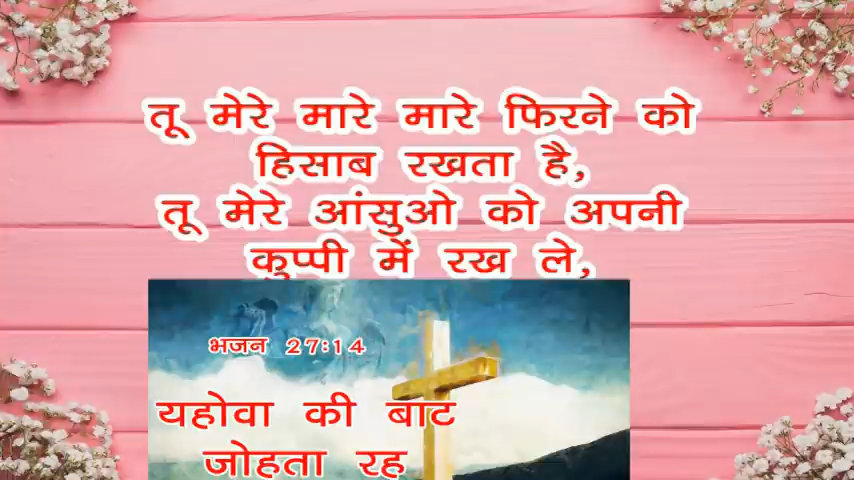 तू मेरे मारे मारे फिरने को
हिसाब रखता है,
तू मेरे आंसुओ को अपनी
कुप्पी में रख ले,
भजन 27:14
यहोवा की बाट
जोहता रह